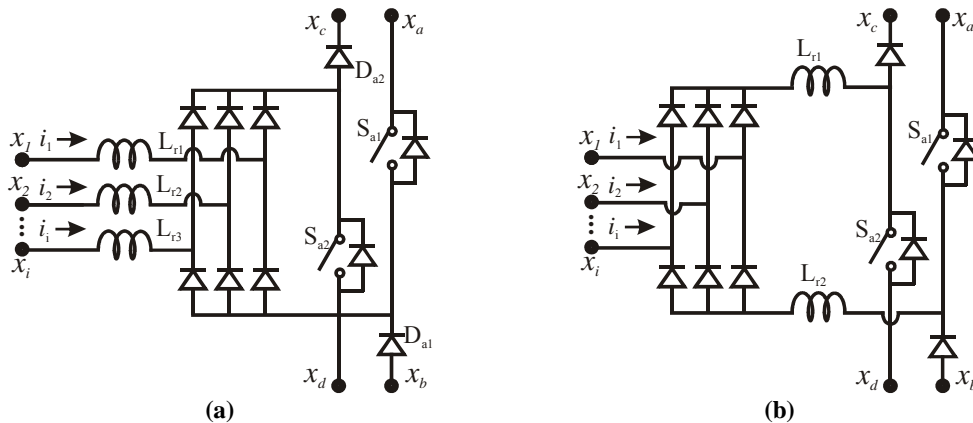 x_c x_a
D_a2
S_a1
x_1 i_1 L_r1
x_2 i_2 L_r2
i_i L_r3
x_i
S_a2
D_a1
x_d x_b
(a)
x_c x_a
L_r1
S_a1
x_1 i_1
x_2 i_2
i_i
x_i
S_a2
L_r2
x_d x_b
(b)